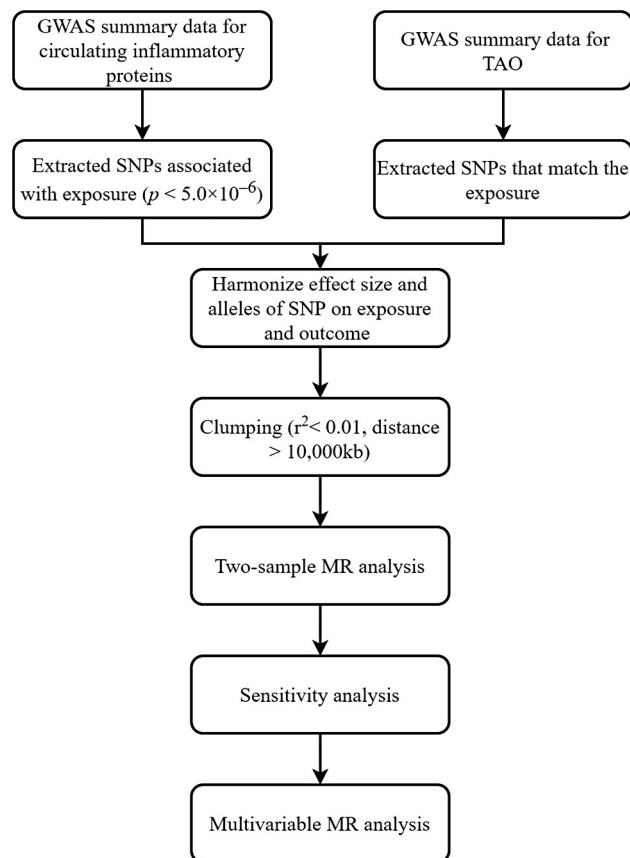 GWAS summary data for
circulating inflammatory
proteins
GWAS summary data for
TAO
Extracted SNPs associated
with exposure (p < 5.0×10⁻⁶)
Extracted SNPs that match the
exposure
Harmonize effect size and
alleles of SNP on exposure
and outcome
Clumping (r²< 0.01, distance
> 10,000kb)
Two-sample MR analysis
Sensitivity analysis
Multivariable MR analysis